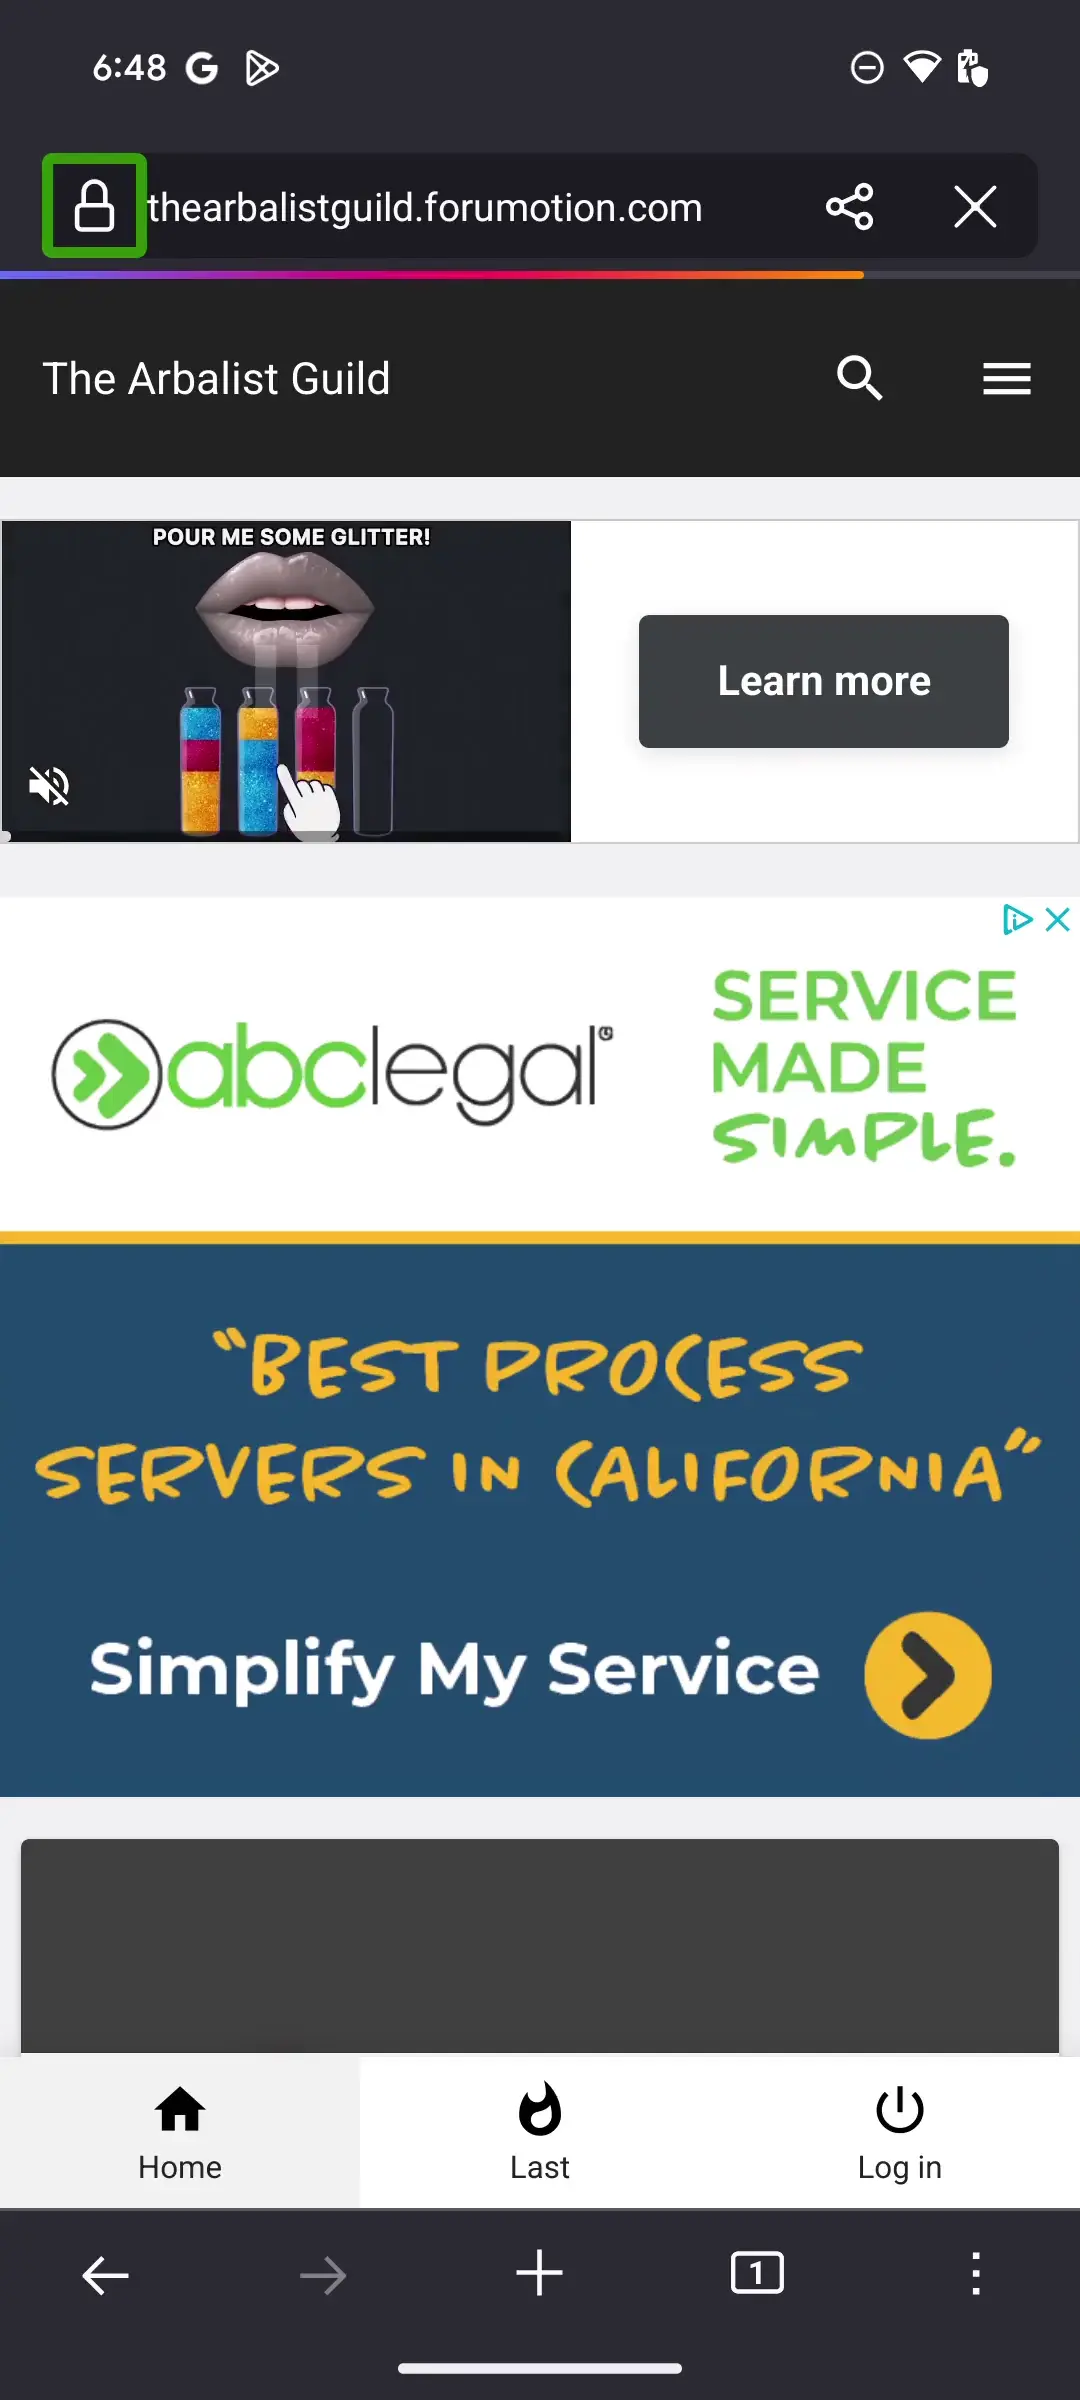 6:48
thearbalistguild.forumotion.com
The Arbalist Guild
POUR ME SOME GLITTER!
Learn more
abclegal
SERVICE
MADE
SIMPLE.
“BEST PROCESS
SERVERS IN CALIFORNIA”
Simplify My Service
Home
Last
Log in
1